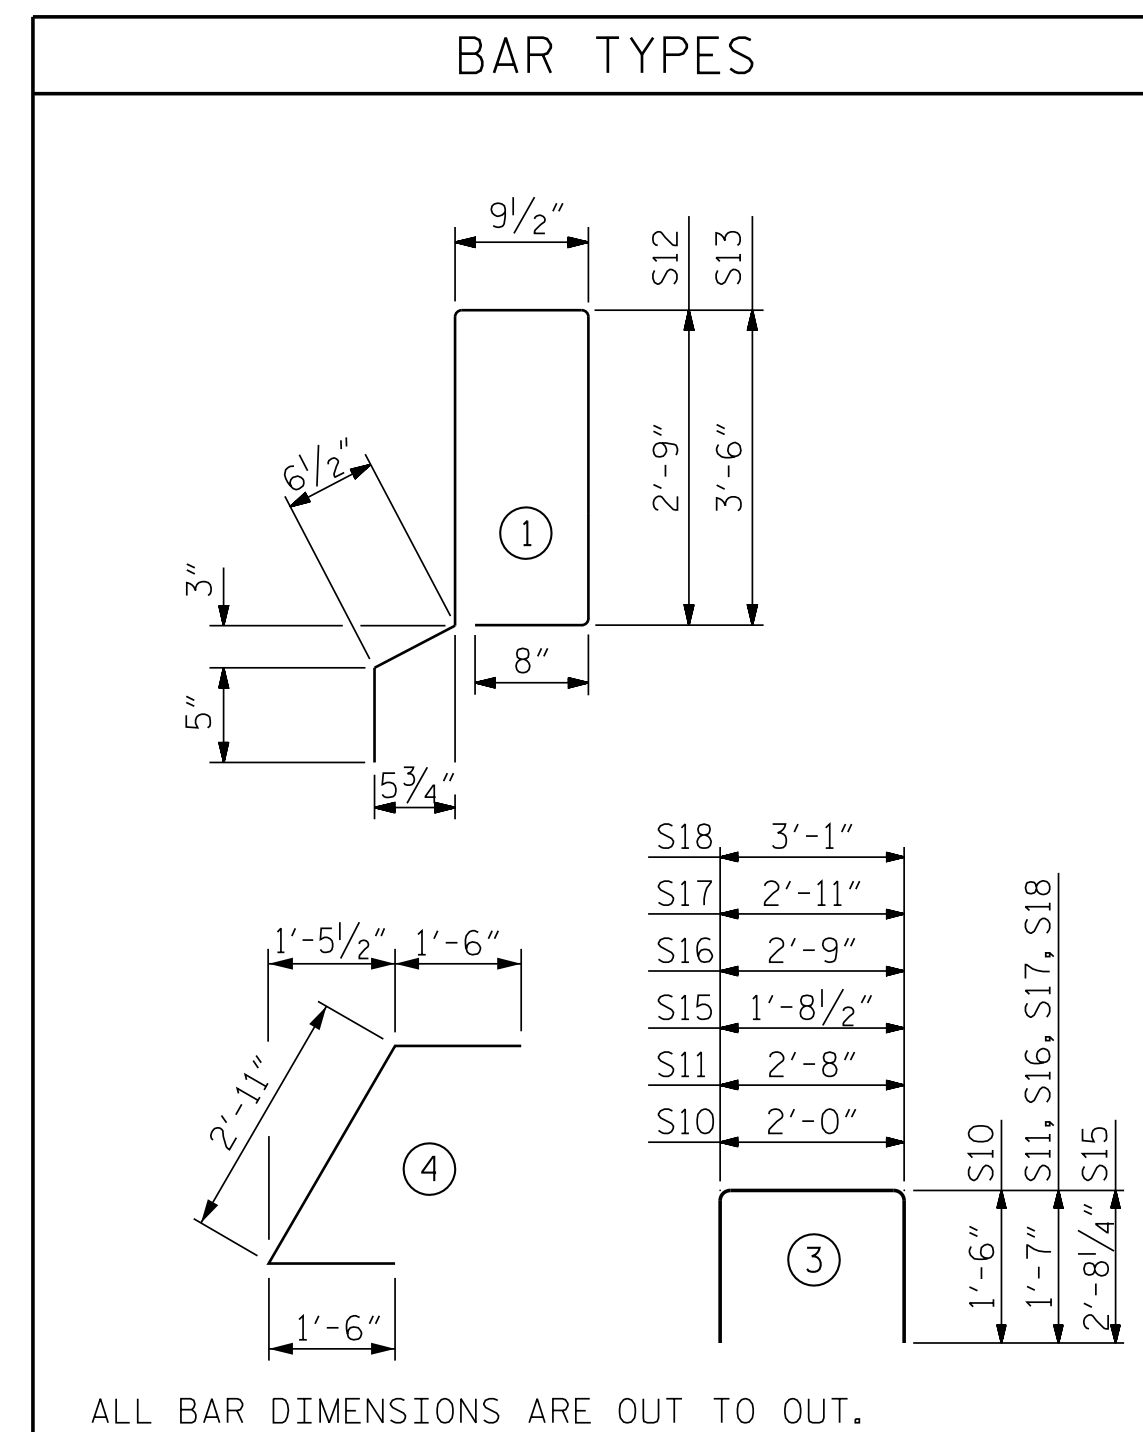 BAR TYPES
9½"
S12
S13
6½"
2'-9"
3'-6"
1
3"
8"
5"
5¾"
S18 3'-1"
S17 2'-11"
S16 2'-9"
S15 1'-8½"
S11 2'-8"
S10 2'-0"
1'-5½" 1'-6"
2'-11"
4
1'-6"
S10
S11, S16, S17, S18
S15
3
1'-6"
1'-7"
2'-8¼"
ALL BAR DIMENSIONS ARE OUT TO OUT.